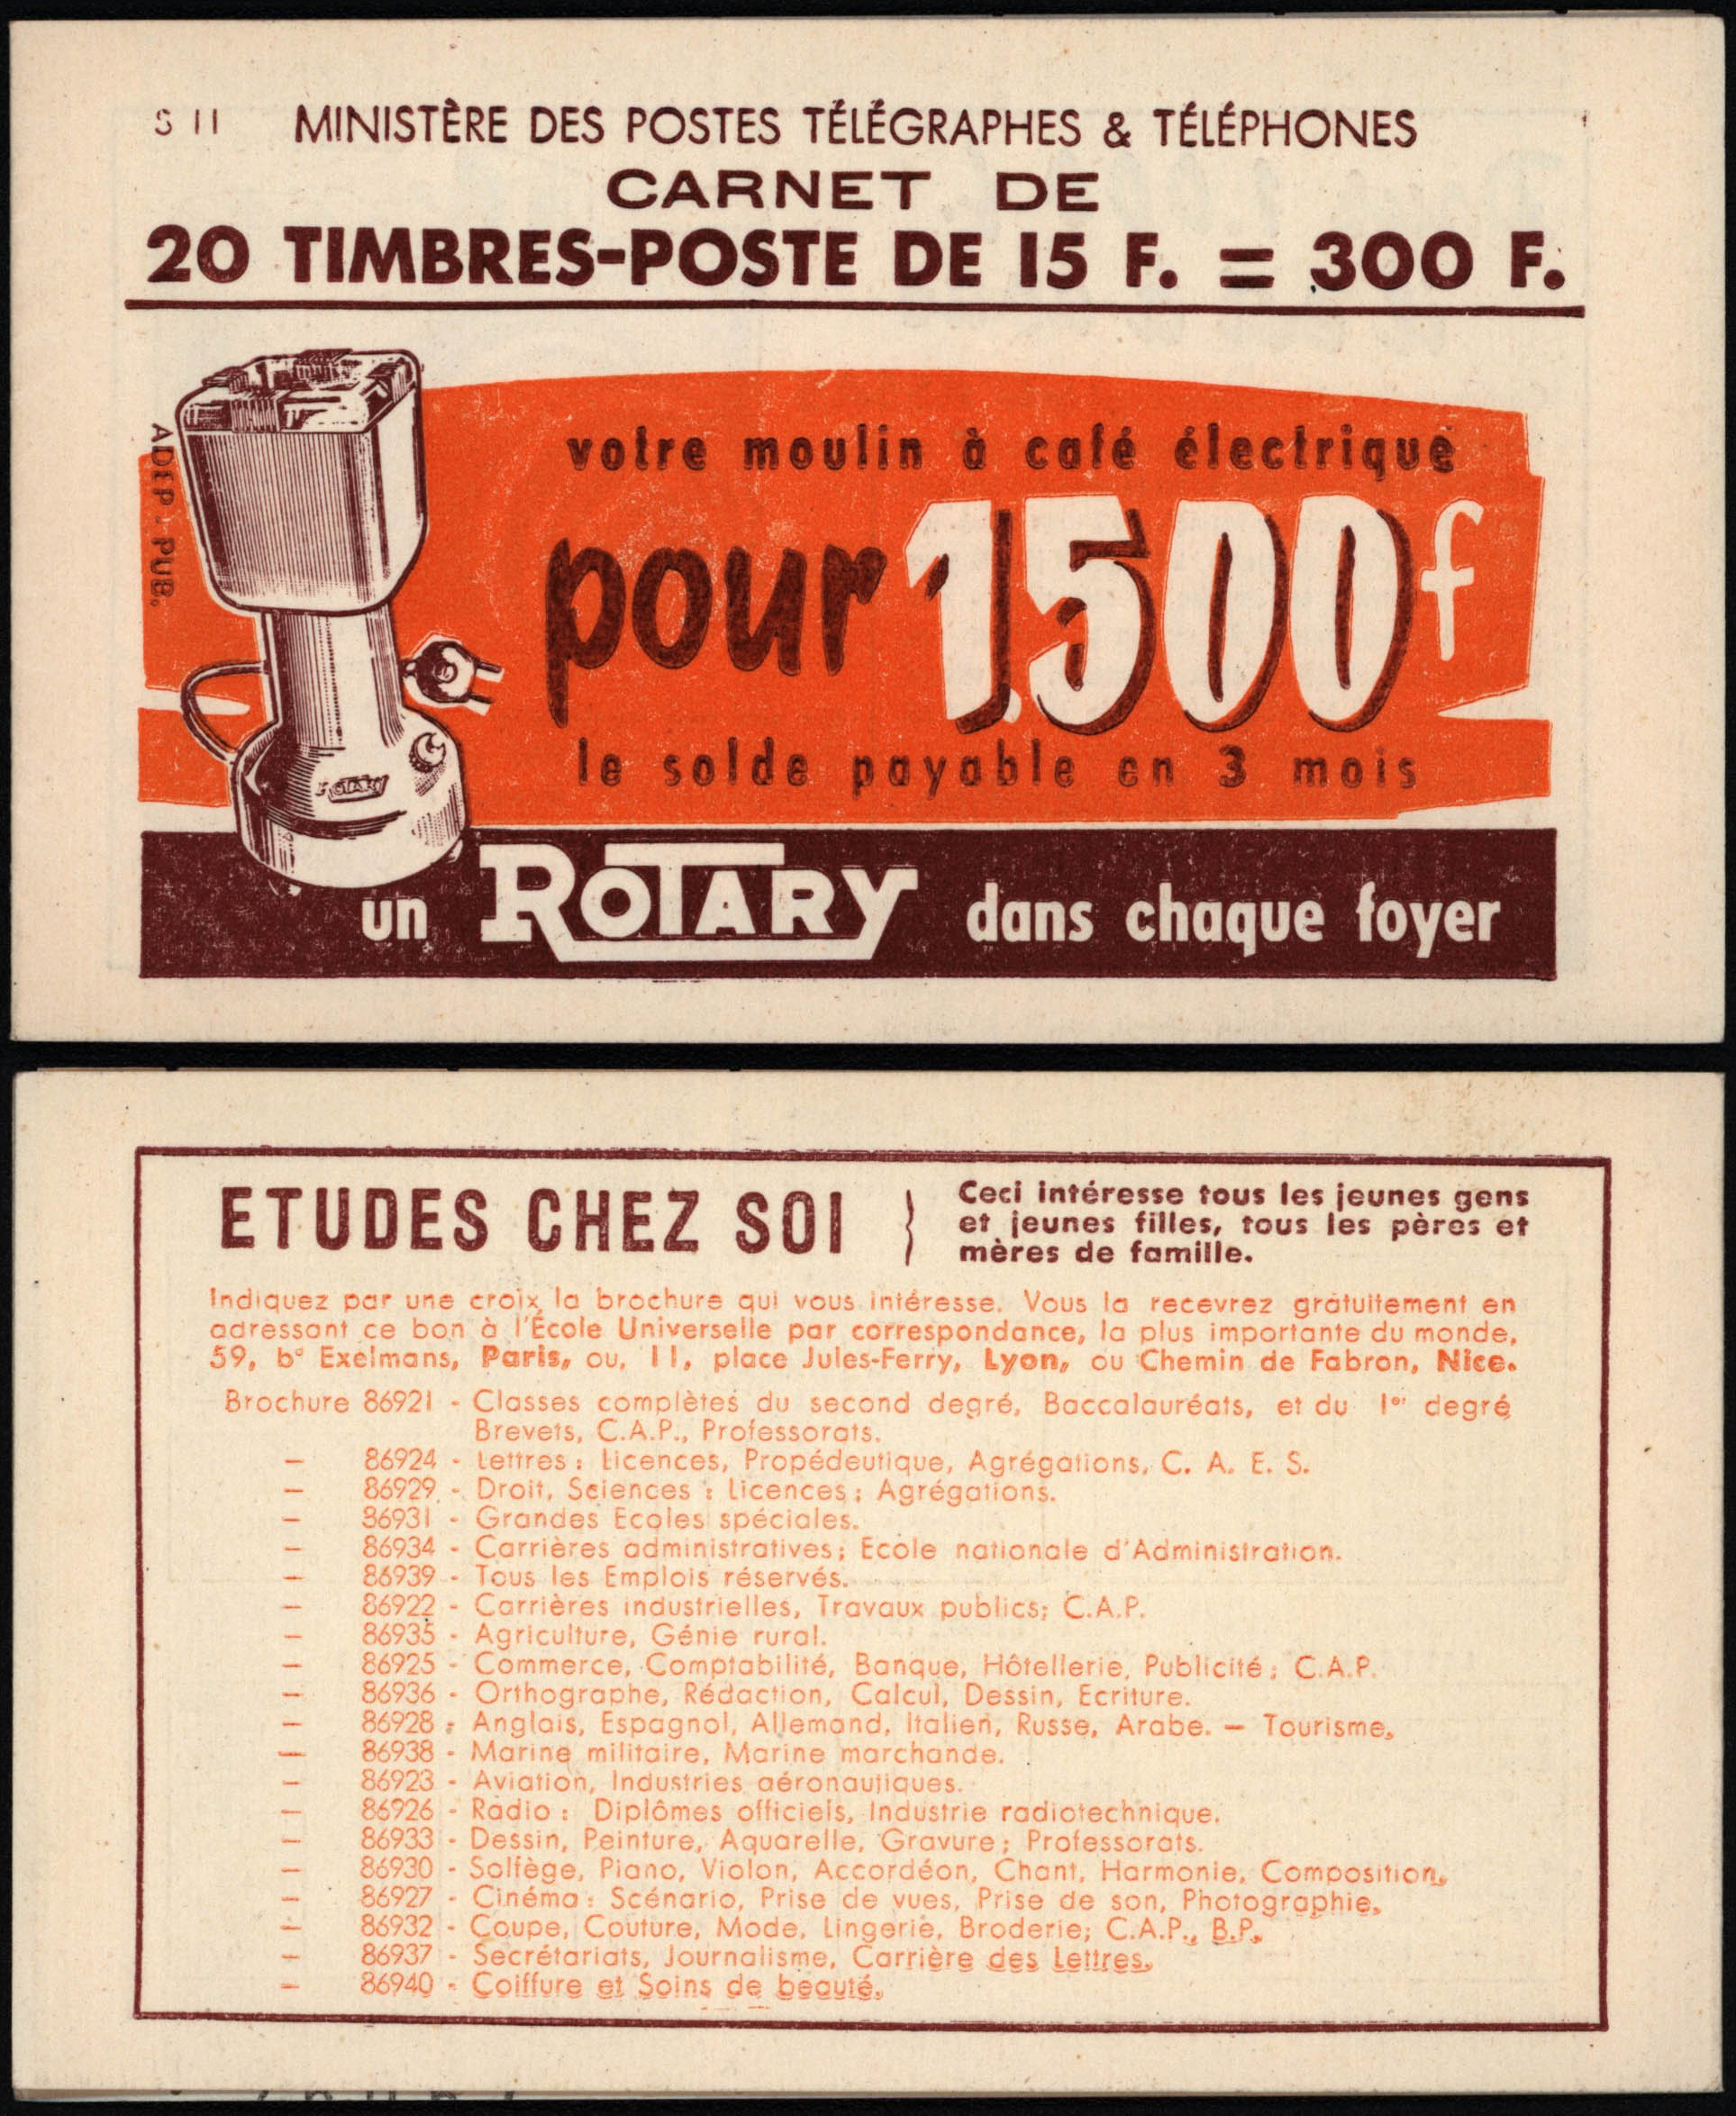 S 11 MINISTÈRE DES POSTES TÉLÉGRAPHES & TÉLÉPHONES
CARNET DE
20 TIMBRES-POSTE DE 15 F. = 300 F.
ADEP. PUB.
votre moulin à café électrique
pour 1.500 f
le solde payable en 3 mois
ROTARY
un ROTARY dans chaque foyer
ETUDES CHEZ SOI } Ceci intéresse tous les jeunes gens
et jeunes filles, tous les pères et
mères de famille.
Indiquez par une croix la brochure qui vous intéresse. Vous la recevrez gratuitement en
adressant ce bon à l'École Universelle par correspondance, la plus importante du monde,
59, bd Exelmans, Paris, ou, 11, place Jules-Ferry, Lyon, ou Chemin de Fabron, Nice.
Brochure 86921 - Classes complètes du second degré, Baccalauréats, et du 1er degré
Brevets, C.A.P., Professorats.
— 86924 - Lettres : Licences, Propédeutique, Agrégations, C. A. E. S.
— 86929 - Droit, Sciences : Licences ; Agrégations.
— 86931 - Grandes Ecoles spéciales.
— 86934 - Carrières administratives ; Ecole nationale d'Administration.
— 86939 - Tous les Emplois réservés.
— 86922 - Carrières industrielles, Travaux publics; C.A.P.
— 86935 - Agriculture, Génie rural.
— 86925 - Commerce, Comptabilité, Banque, Hôtellerie, Publicité ; C.A.P.
— 86936 - Orthographe, Rédaction, Calcul, Dessin, Ecriture.
— 86928 - Anglais, Espagnol, Allemand, Italien, Russe, Arabe. — Tourisme.
— 86938 - Marine militaire, Marine marchande.
— 86923 - Aviation, Industries aéronautiques.
— 86926 - Radio : Diplômes officiels, Industrie radiotechnique.
— 86933 - Dessin, Peinture, Aquarelle, Gravure ; Professorats.
— 86930 - Solfège, Piano, Violon, Accordéon, Chant, Harmonie, Composition.
— 86927 - Cinéma : Scénario, Prise de vues, Prise de son, Photographie.
— 86932 - Coupe, Couture, Mode, Lingerie, Broderie; C.A.P., B.P.
— 86937 - Secrétariats, Journalisme, Carrière des Lettres.
— 86940 - Coiffure et Soins de beauté.